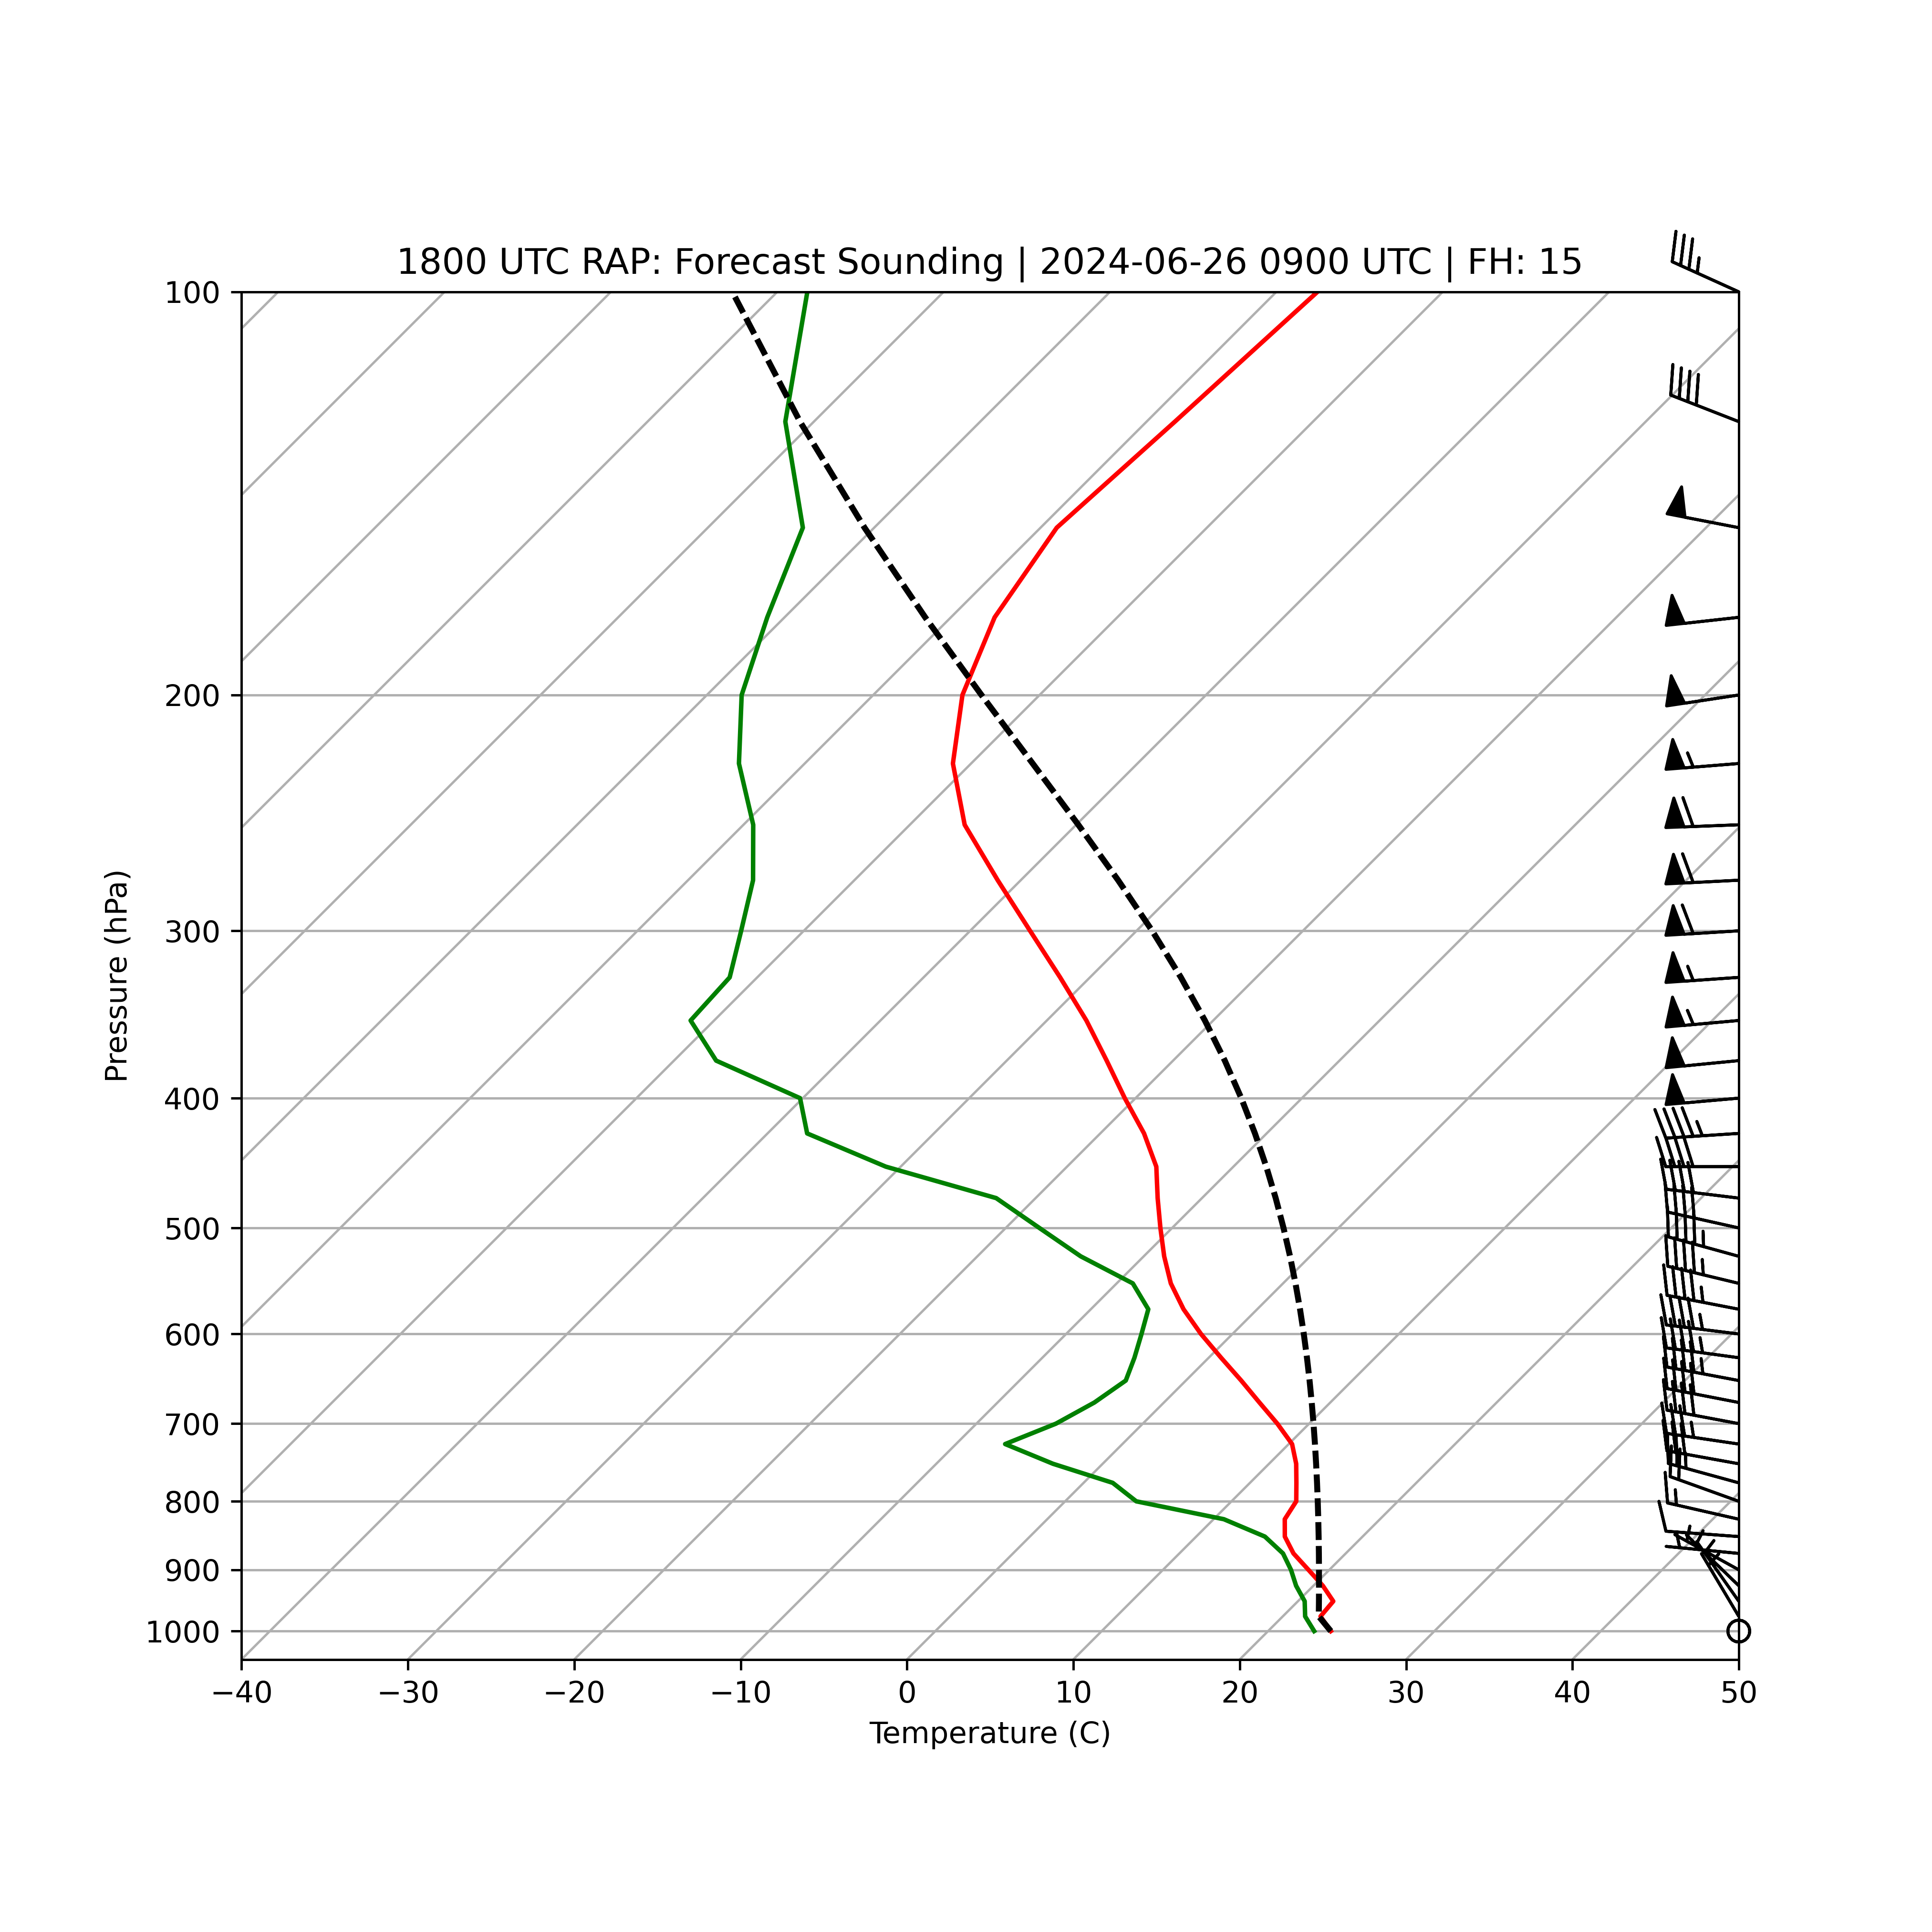 1800 UTC RAP: Forecast Sounding | 2024-06-26 0900 UTC | FH: 15
100
200
300
400
500
600
700
800
900
1000
Pressure (hPa)
−40 −30 −20 −10 0 10 20 30 40 50
Temperature (C)